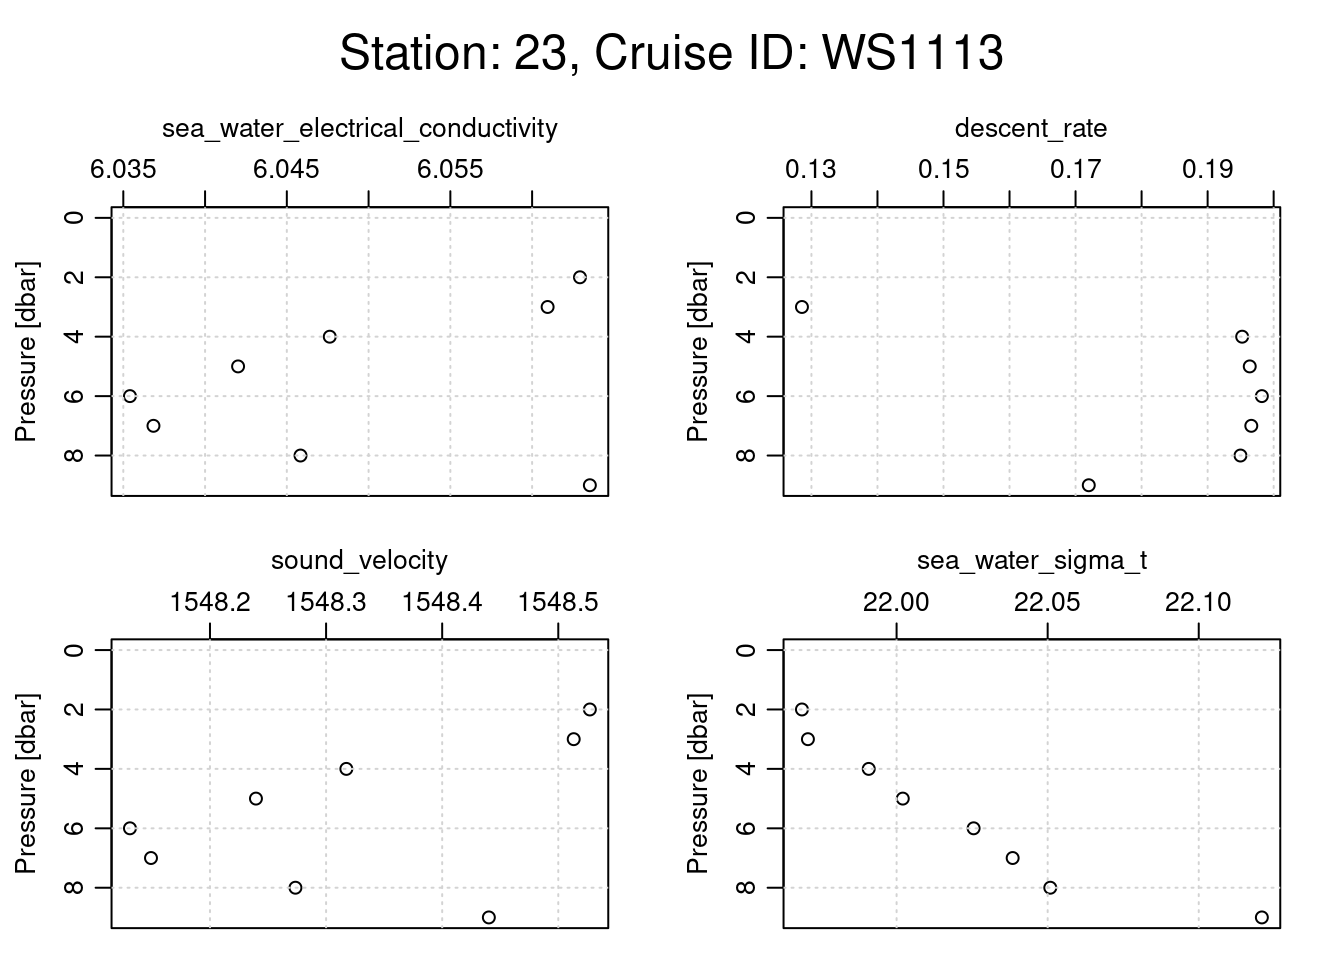 Station: 23, Cruise ID: WS1113
sea_water_electrical_conductivity
6.035 6.045 6.055
Pressure [dbar]
0 2 4 6 8
descent_rate
0.13 0.15 0.17 0.19
Pressure [dbar]
0 2 4 6 8
sound_velocity
1548.2 1548.3 1548.4 1548.5
Pressure [dbar]
0 2 4 6 8
sea_water_sigma_t
22.00 22.05 22.10
Pressure [dbar]
0 2 4 6 8